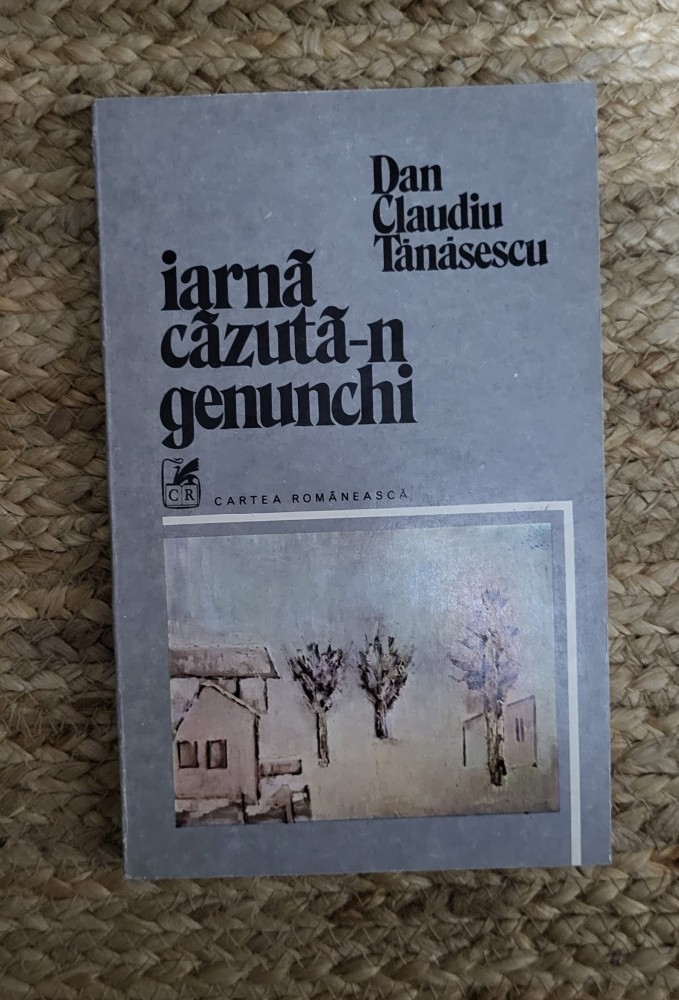 Dan
Claudiu
Tănăsescu
iarnă
căzută-n
genunchi
CR
CARTEA ROMÂNEASCĂ